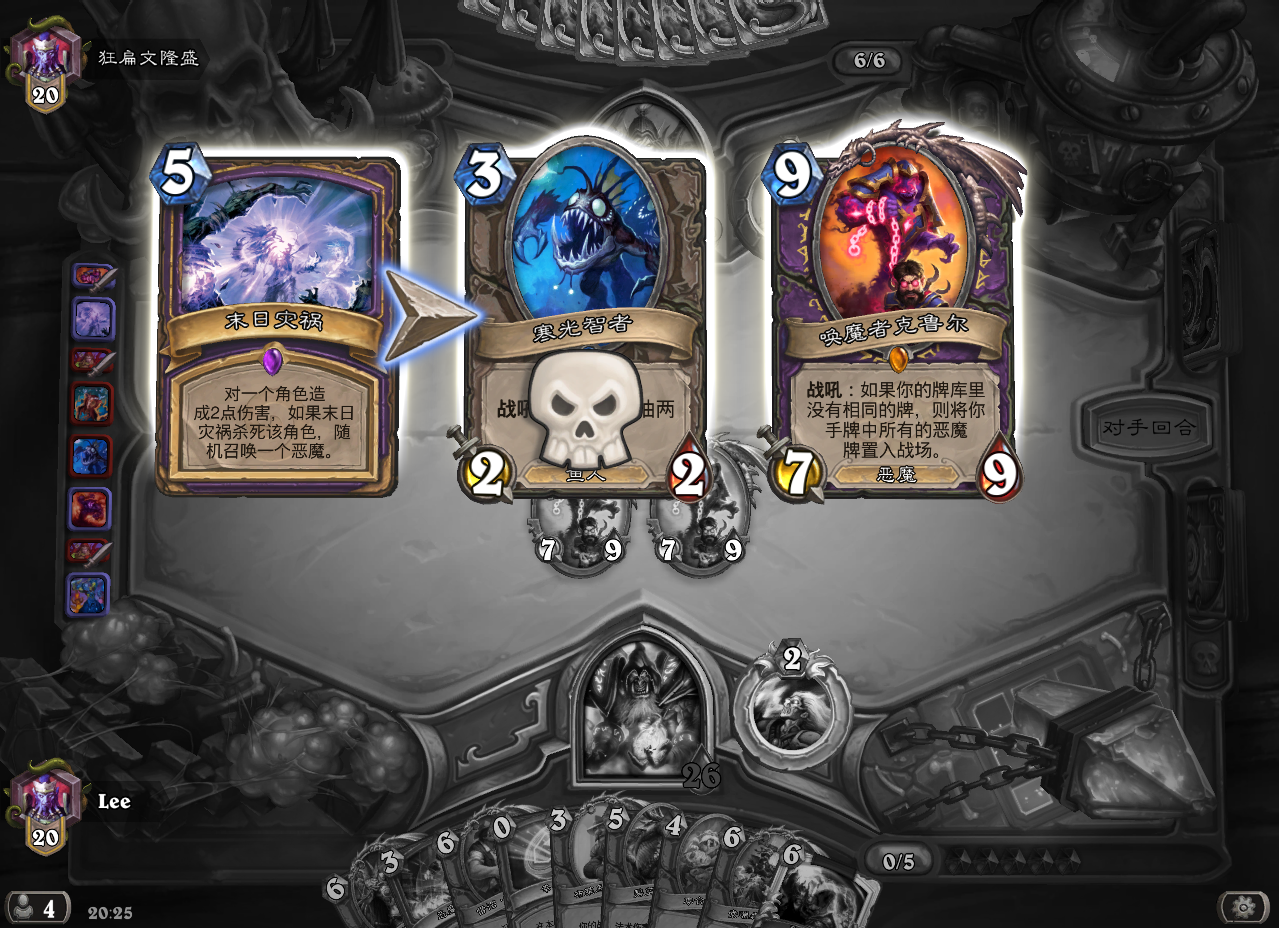 狂扁文隆盛
20
6/6
5
末日灾祸
对一个角色造
成2点伤害，如果末日
灾祸杀死该角色，随
机召唤一个恶魔。
3
寒光智者
战吼
抽两
2
鱼人
2
9
唤魔者克鲁尔
战吼：如果你的牌库里
没有相同的牌，则将你
手牌中所有的恶魔
牌置入战场。
7
恶魔
9
对手回合
7
9
7
9
2
26
Lee
20
6
3
6
0
3
5
4
6
6
0/5
4
20:25